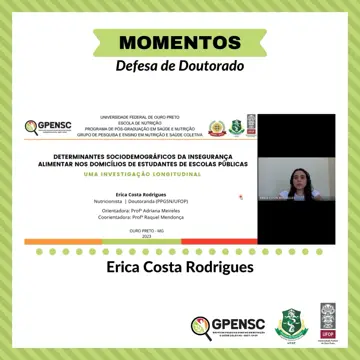 MOMENTOS
Defesa de Doutorado
UNIVERSIDADE FEDERAL DE OURO PRETO
ESCOLA DE NUTRIÇÃO
PROGRAMA DE PÓS-GRADUAÇÃO EM SAÚDE E NUTRIÇÃO
GRUPO DE PESQUISA E ENSINO EM NUTRIÇÃO E SAÚDE COLETIVA
GPENSC
UFOP
DETERMINANTES SOCIODEMOGRÁFICOS DA INSEGURANÇA
ALIMENTAR NOS DOMICÍLIOS DE ESTUDANTES DE ESCOLAS PÚBLICAS
UMA INVESTIGAÇÃO LONGITUDINAL
Erica Costa Rodrigues
Nutricionista | Doutoranda (PPGSN/UFOP)
Orientadora: Profª Adriana Meireles
Coorientadora: Profª Raquel Mendonça
OURO PRETO - MG
2023
Erica Costa Rodrigues
GPENSC
UFOP